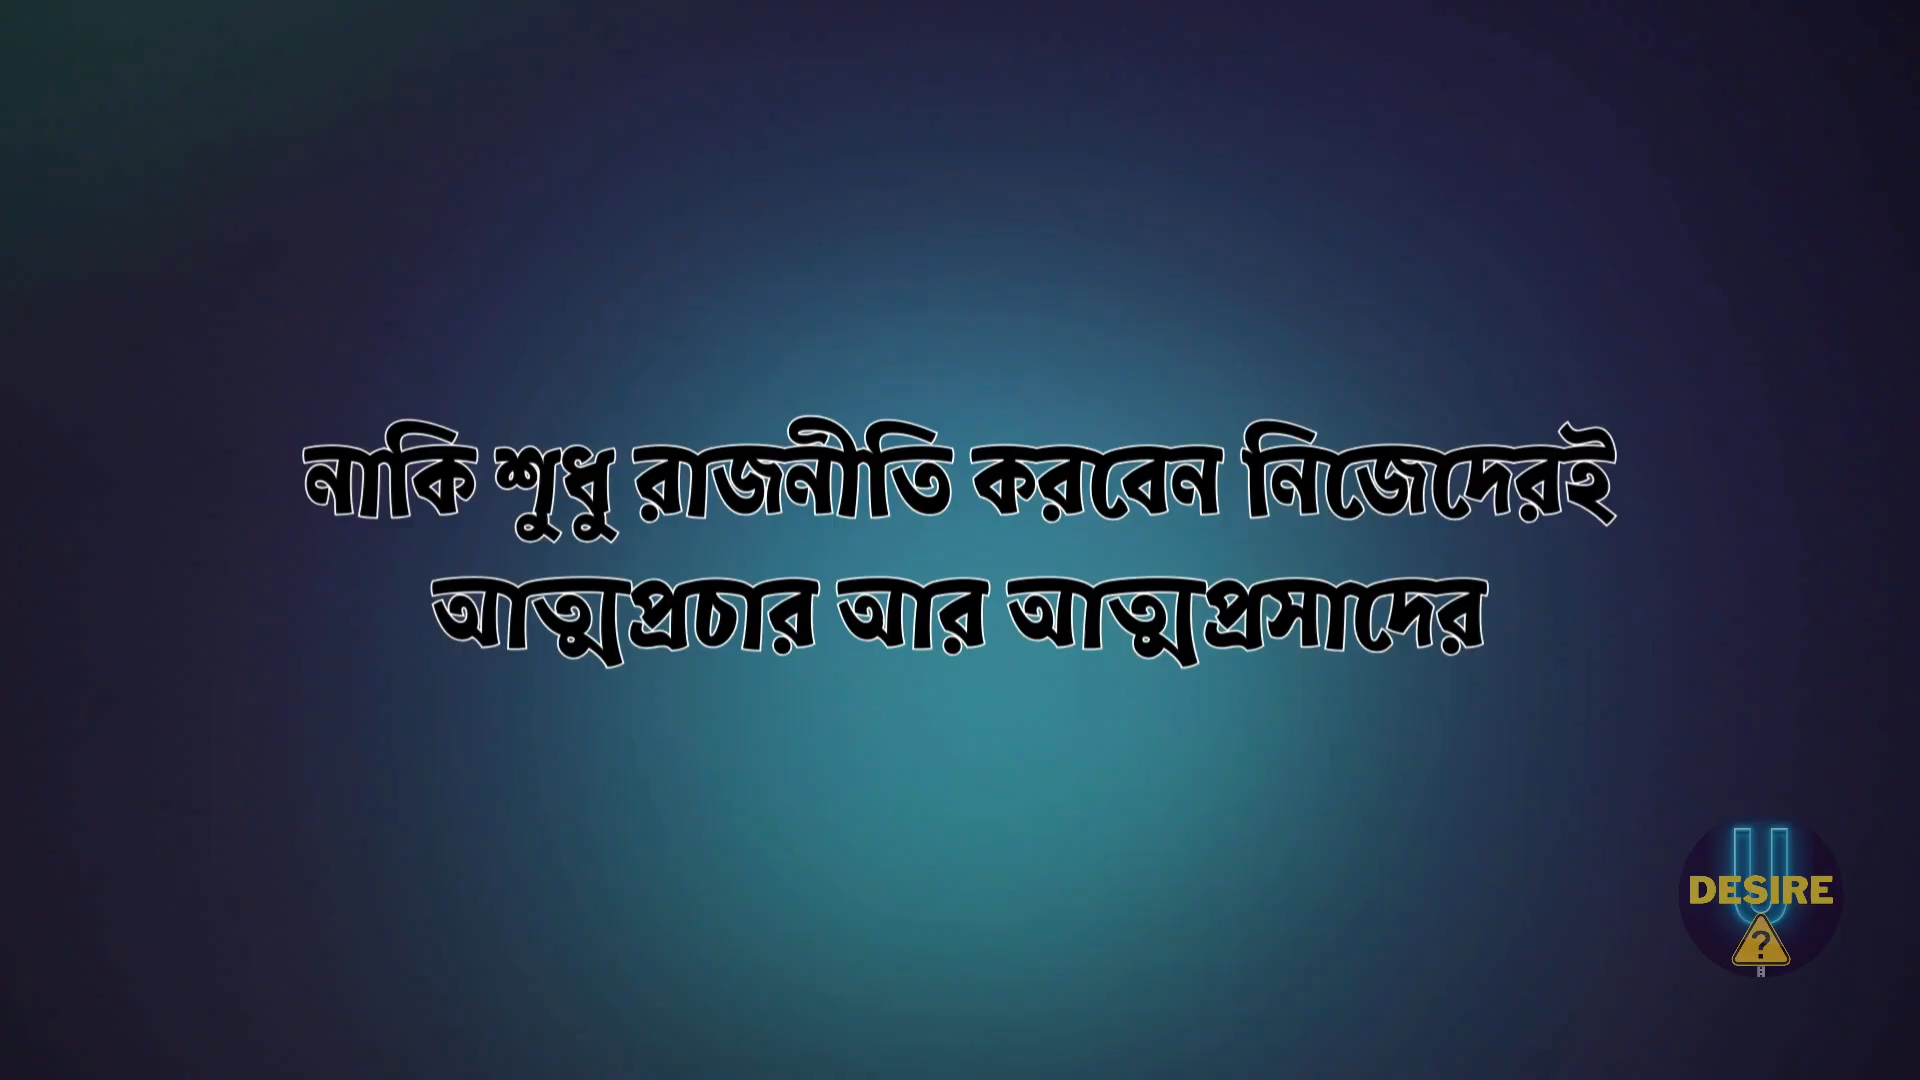 নাকি শুধু রাজনীতি করবেন নিজেদেরই
আত্মপ্রচার আর আত্মপ্রসাদের
U
DESIRE
?